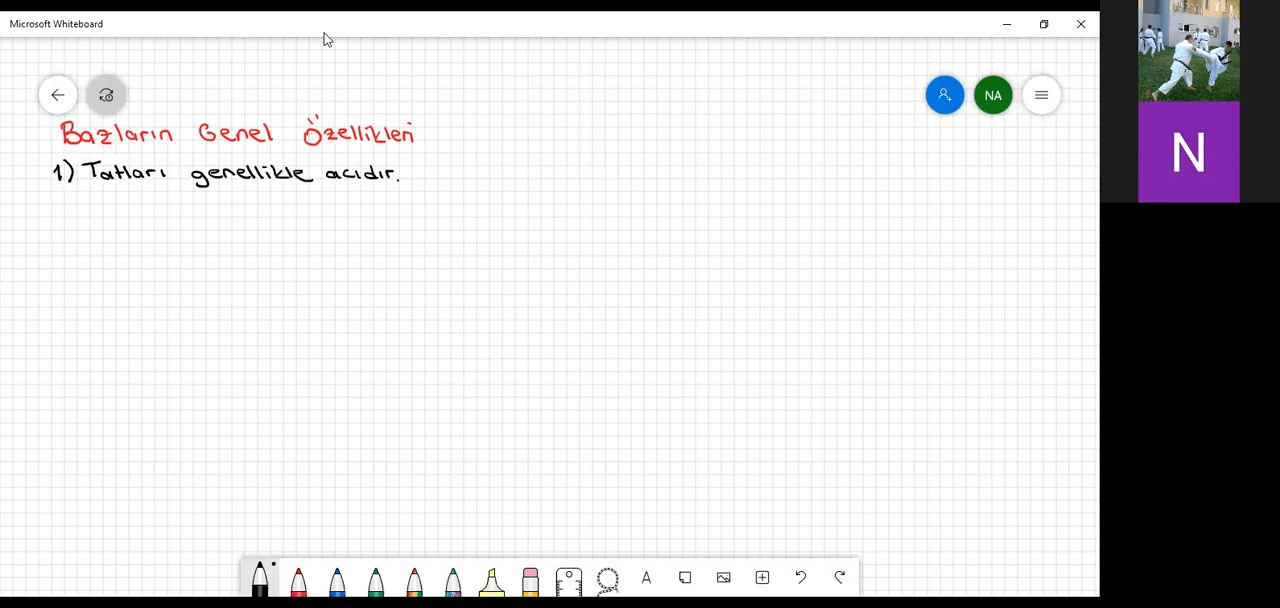 Microsoft Whiteboard
NA
Bazların Genel Özellikleri
1) Tatları genellikle acıdır.
N
A